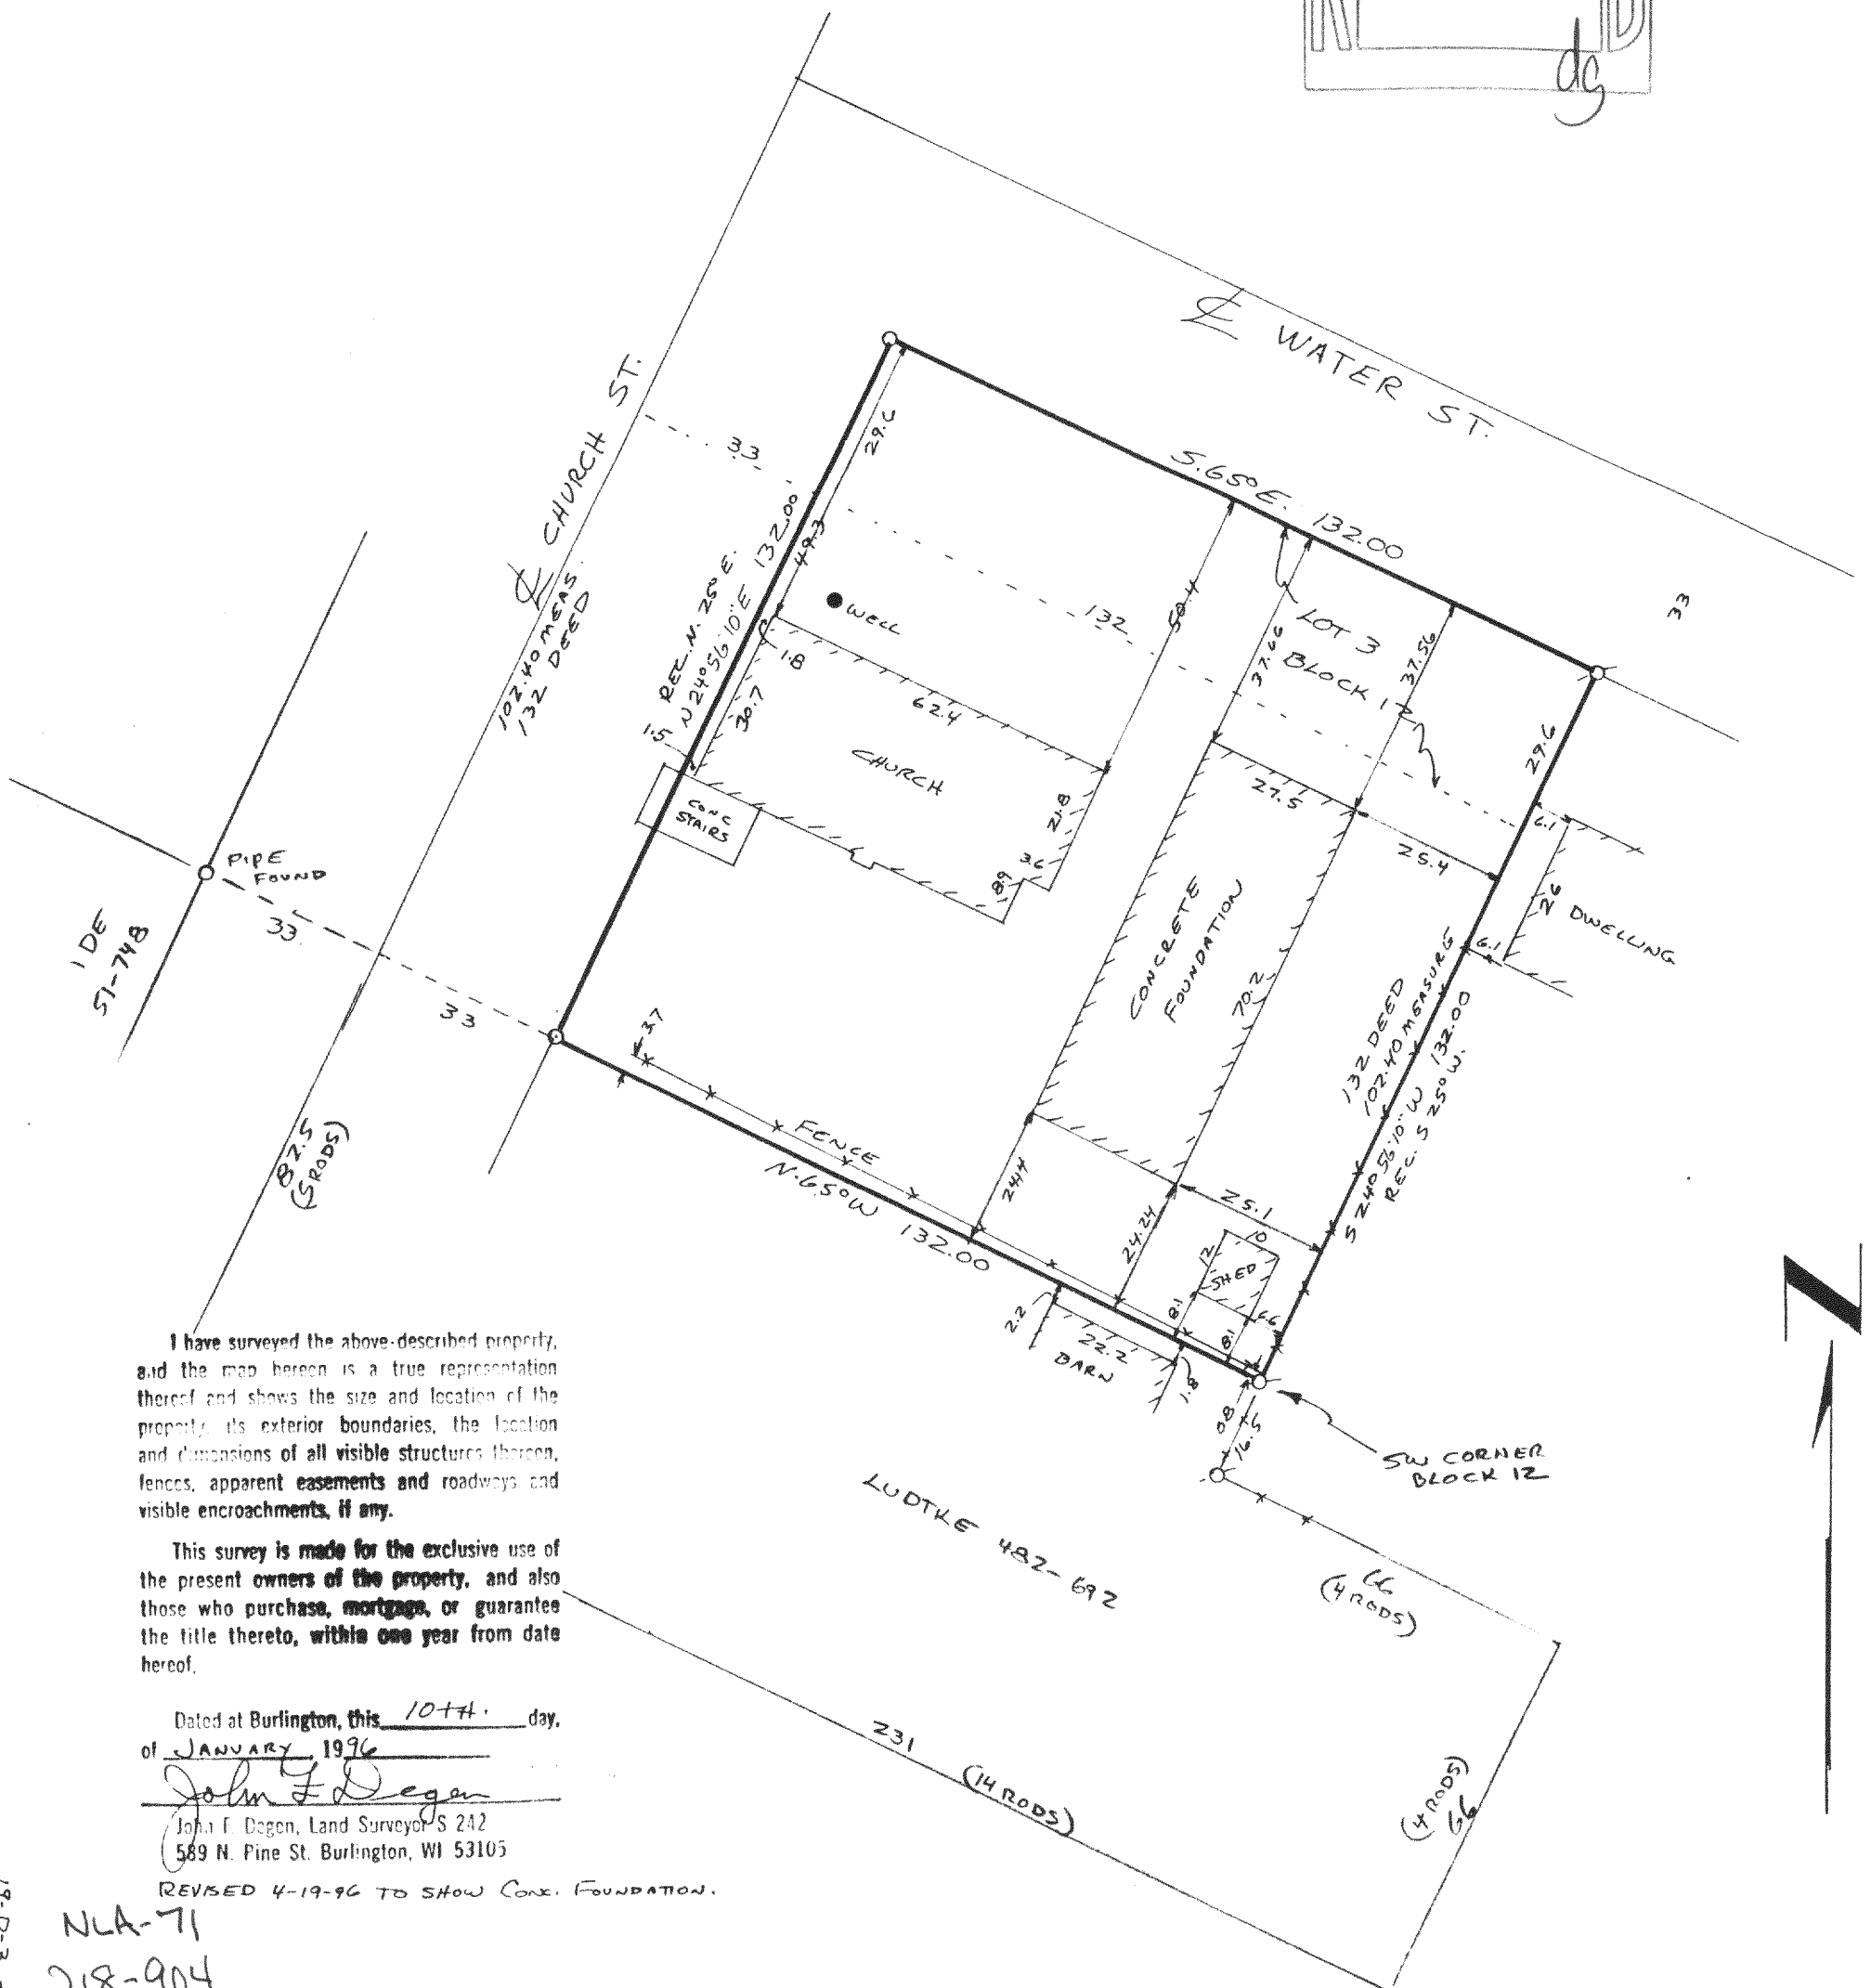 dg
℄ WATER ST.
℄ CHURCH ST.
33
29.6
S.65°E. 132.00
33
REC. N. 25° E.
N 24°56'10"E 132.00'
49.3
WELL
132
50.4
LOT 3
BLOCK 12
37.66
37.56
102.40 MEAS.
132 DEED
1.8
30.7
62.4
29.6
1.5
CHURCH
CONC
STAIRS
21.8
3.6
8.9
27.5
25.4
6.1
26
DWELLING
6.1
PIPE
FOUND
33
IDE
51-748
33
CONCRETE
FOUNDATION
70.2
132 DEED
102.40 MEASURE
S 24°56'10" W 132.00
REC. S 25° W.
3.7
FENCE
N.65°W 132.00
82.5
(5 RODS)
24.24
25.1
12
10
SHED
8.1
8.1
6.6
2.2
22.2'
BARN
1.8
16.5
SW CORNER
BLOCK 12
LUDTKE 482-692
66
(4 RODS)
231
(14 RODS)
(4 RODS)
66
I have surveyed the above-described property,
and the map hereon is a true representation
thereof and shows the size and location of the
property, its exterior boundaries, the location
and dimensions of all visible structures thereon,
fences, apparent easements and roadways and
visible encroachments, if any.
This survey is made for the exclusive use of
the present owners of the property, and also
those who purchase, mortgage, or guarantee
the title thereto, within one year from date
hereof.
Dated at Burlington, this 10TH. day,
of JANUARY, 1996
John F Degen
John F. Degen, Land Surveyor S 242
589 N. Pine St. Burlington, WI 53105
REVISED 4-19-96 TO SHOW CONC. FOUNDATION.
NLA-71
218-904